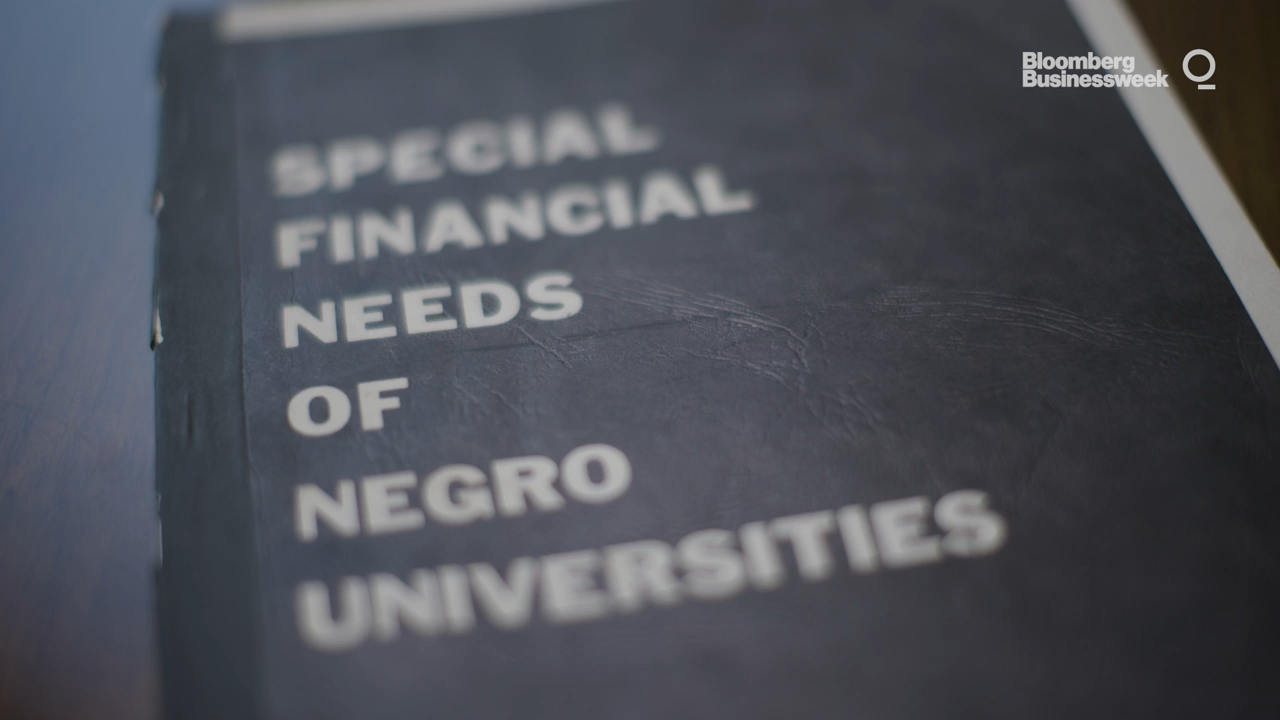 Bloomberg
Businessweek
SPECIAL
FINANCIAL
NEEDS
OF
NEGRO
UNIVERSITIES